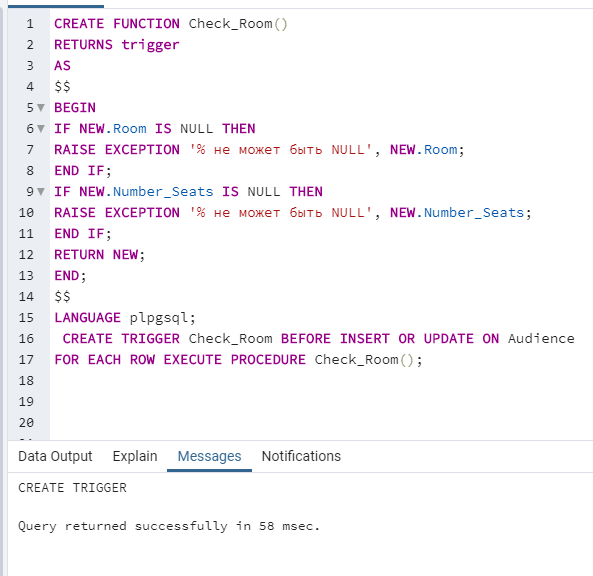 1 CREATE FUNCTION Check_Room()
2 RETURNS trigger
3 AS
4 $$
5 BEGIN
6 IF NEW.Room IS NULL THEN
7 RAISE EXCEPTION '% не может быть NULL', NEW.Room;
8 END IF;
9 IF NEW.Number_Seats IS NULL THEN
10 RAISE EXCEPTION '% не может быть NULL', NEW.Number_Seats;
11 END IF;
12 RETURN NEW;
13 END;
14 $$
15 LANGUAGE plpgsql;
16 CREATE TRIGGER Check_Room BEFORE INSERT OR UPDATE ON Audience
17 FOR EACH ROW EXECUTE PROCEDURE Check_Room();
18
19
20
Data Output Explain Messages Notifications
CREATE TRIGGER
Query returned successfully in 58 msec.